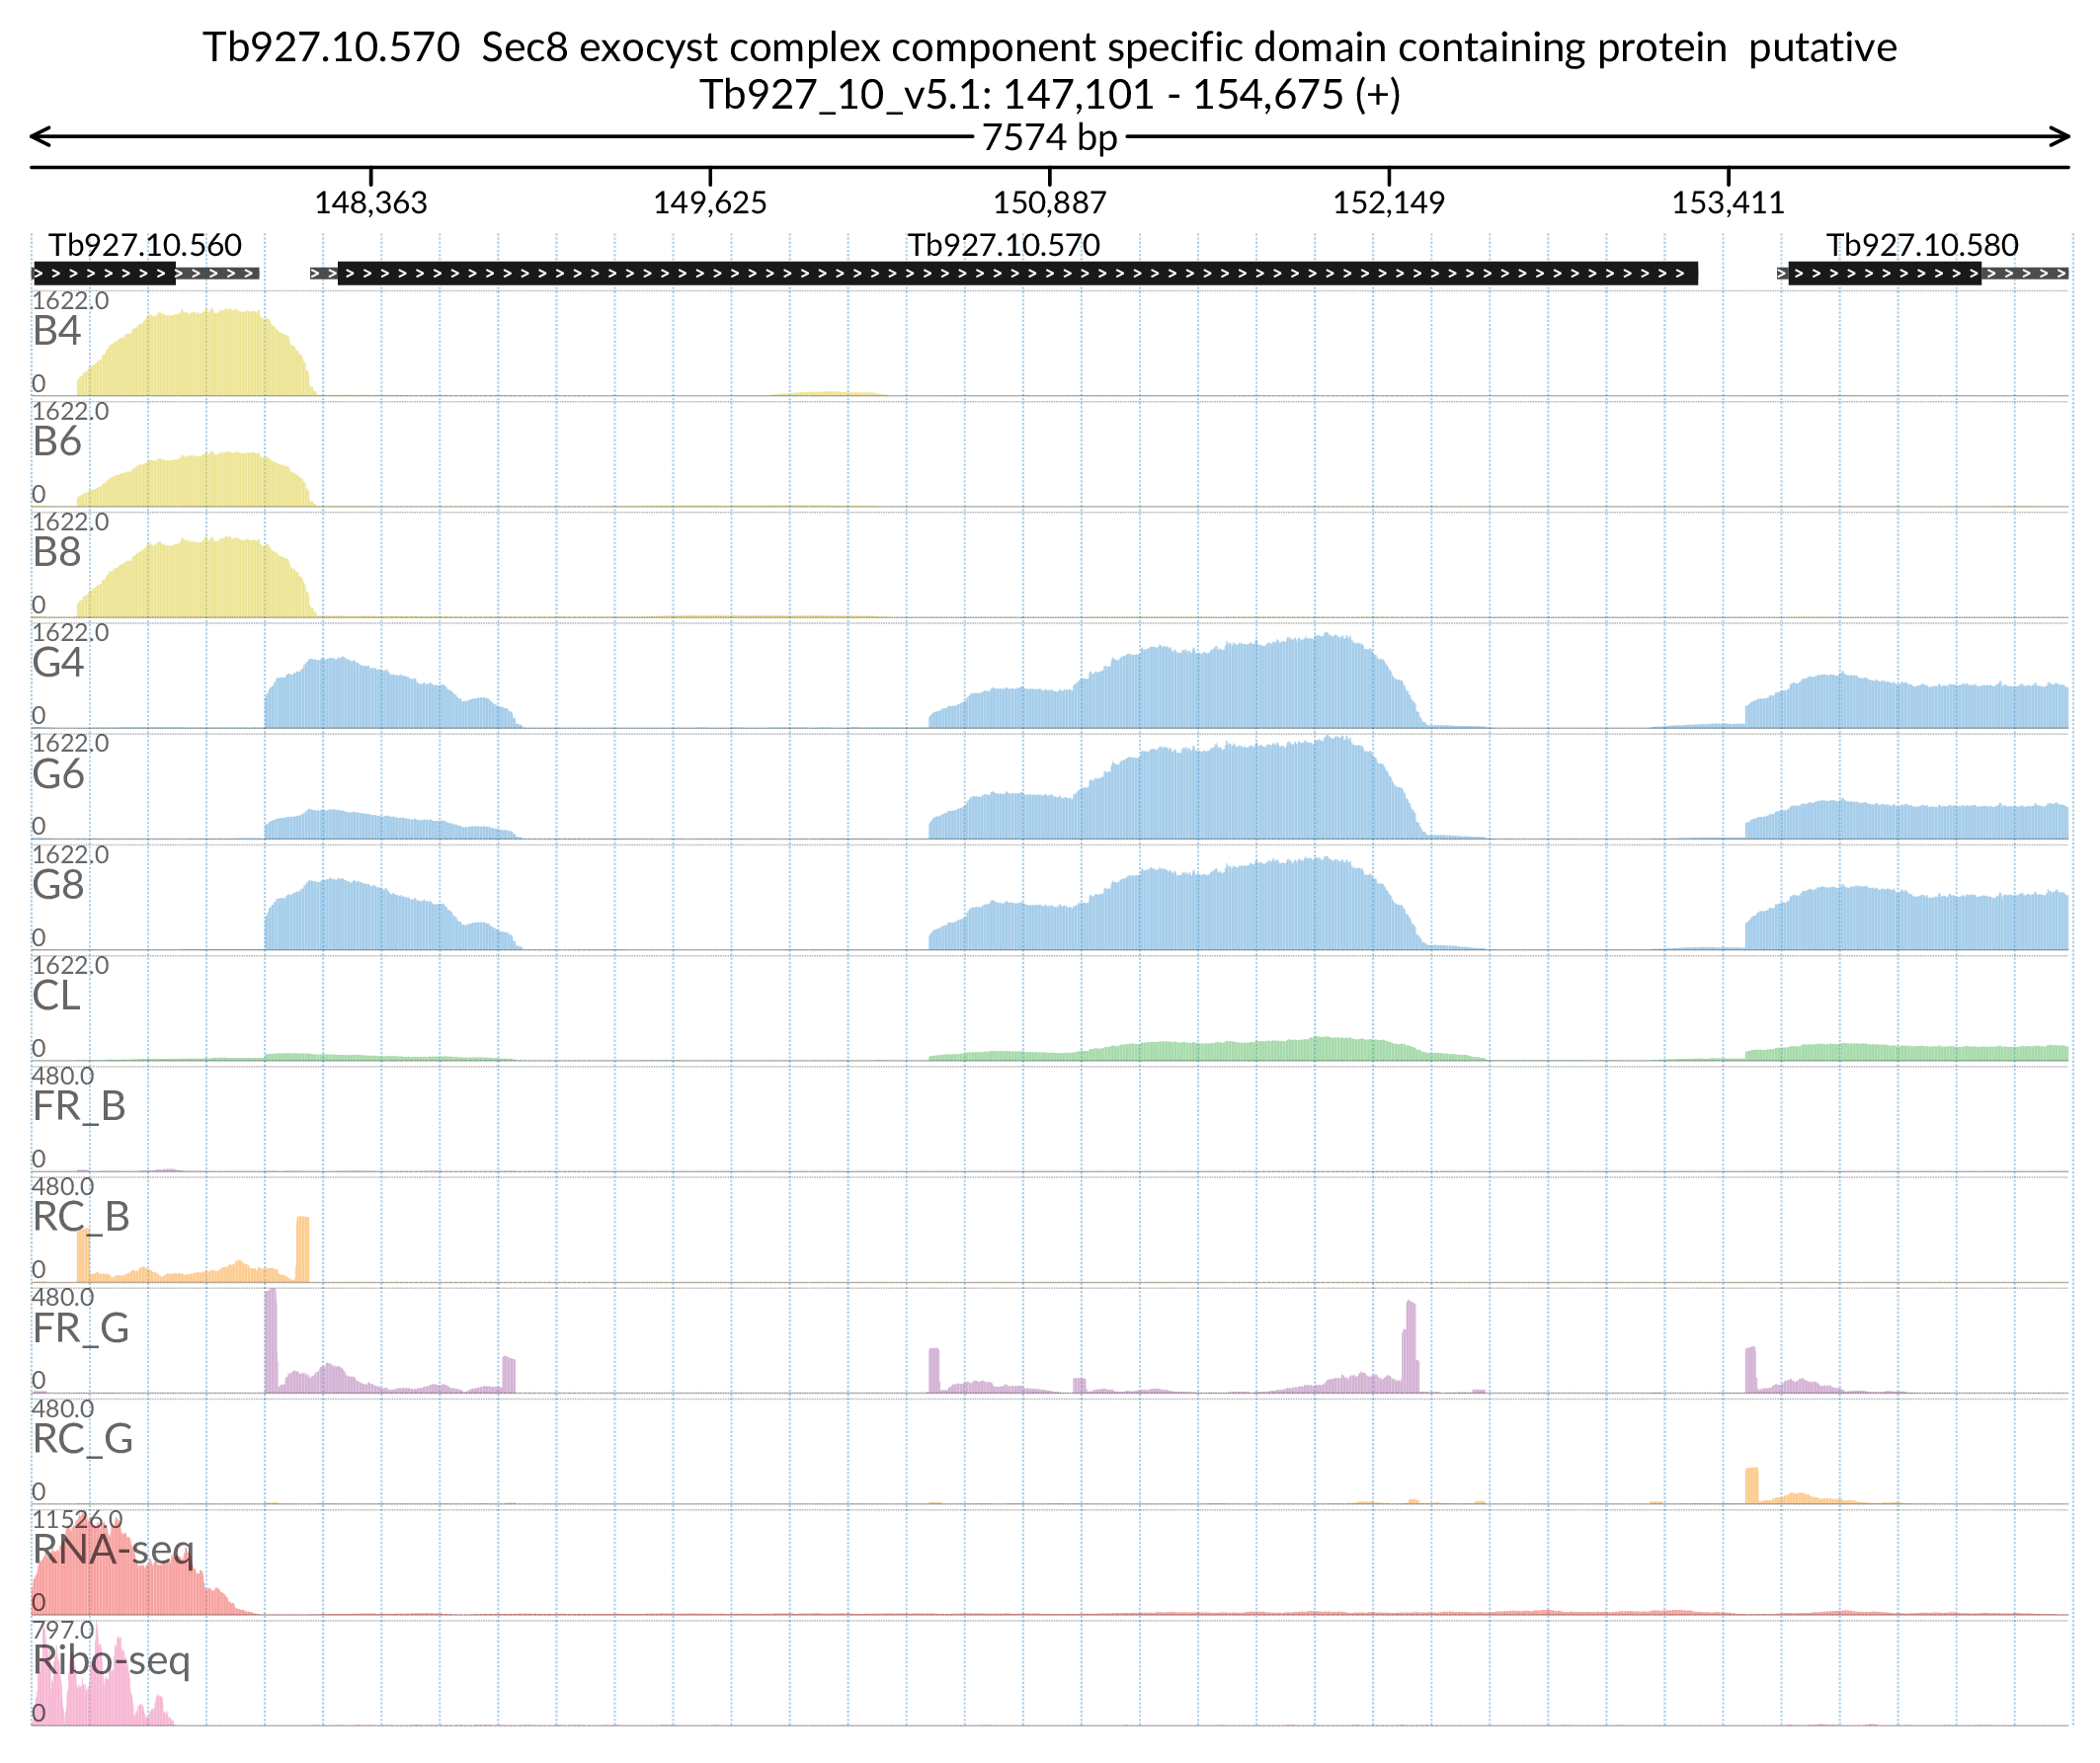 Tb927.10.570  Sec8 exocyst complex component specific domain containing protein  putative
Tb927_10_v5.1: 147,101 - 154,675 (+)
7574 bp
148,363 149,625 150,887 152,149 153,411
Tb927.10.560 Tb927.10.570 Tb927.10.580
1622.0
B4
0
1622.0
B6
0
1622.0
B8
0
1622.0
G4
0
1622.0
G6
0
1622.0
G8
0
1622.0
CL
0
480.0
FR_B
0
480.0
RC_B
0
480.0
FR_G
0
480.0
RC_G
0
11526.0
RNA-seq
0
797.0
Ribo-seq
0